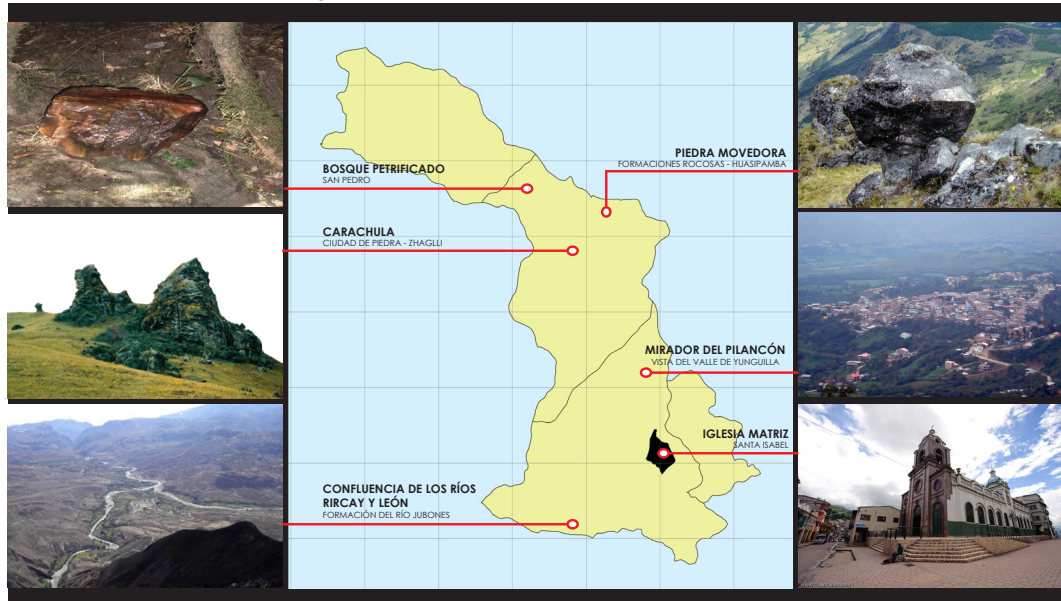 BOSQUE PETRIFICADO
SAN PEDRO
PIEDRA MOVEDORA
FORMACIONES ROCOSAS - HUASIPAMBA
CARACHULA
CIUDAD DE PIEDRA - ZHAGLLI
MIRADOR DEL PILANCÓN
VISTA DEL VALLE DE YUNGUILLA
IGLESIA MATRIZ
SANTA ISABEL
CONFLUENCIA DE LOS RÍOS
RIRCAY Y LEÓN
FORMACIÓN DEL RÍO JUBONES